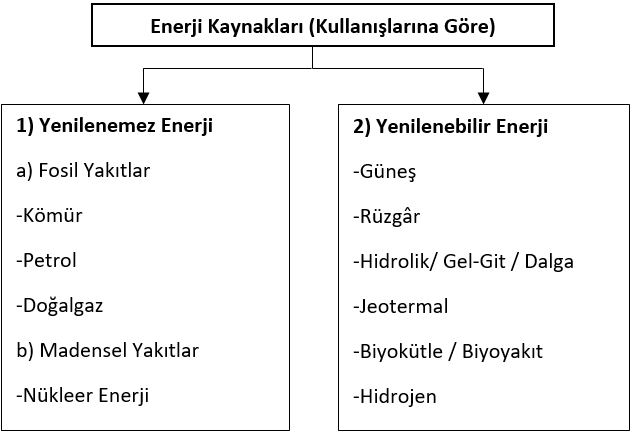 Enerji Kaynakları (Kullanışlarına Göre)
1) Yenilenemez Enerji
a) Fosil Yakıtlar
-Kömür
-Petrol
-Doğalgaz
b) Madensel Yakıtlar
-Nükleer Enerji
2) Yenilenebilir Enerji
-Güneş
-Rüzgâr
-Hidrolik/ Gel-Git / Dalga
-Jeotermal
-Biyokütle / Biyoyakıt
-Hidrojen